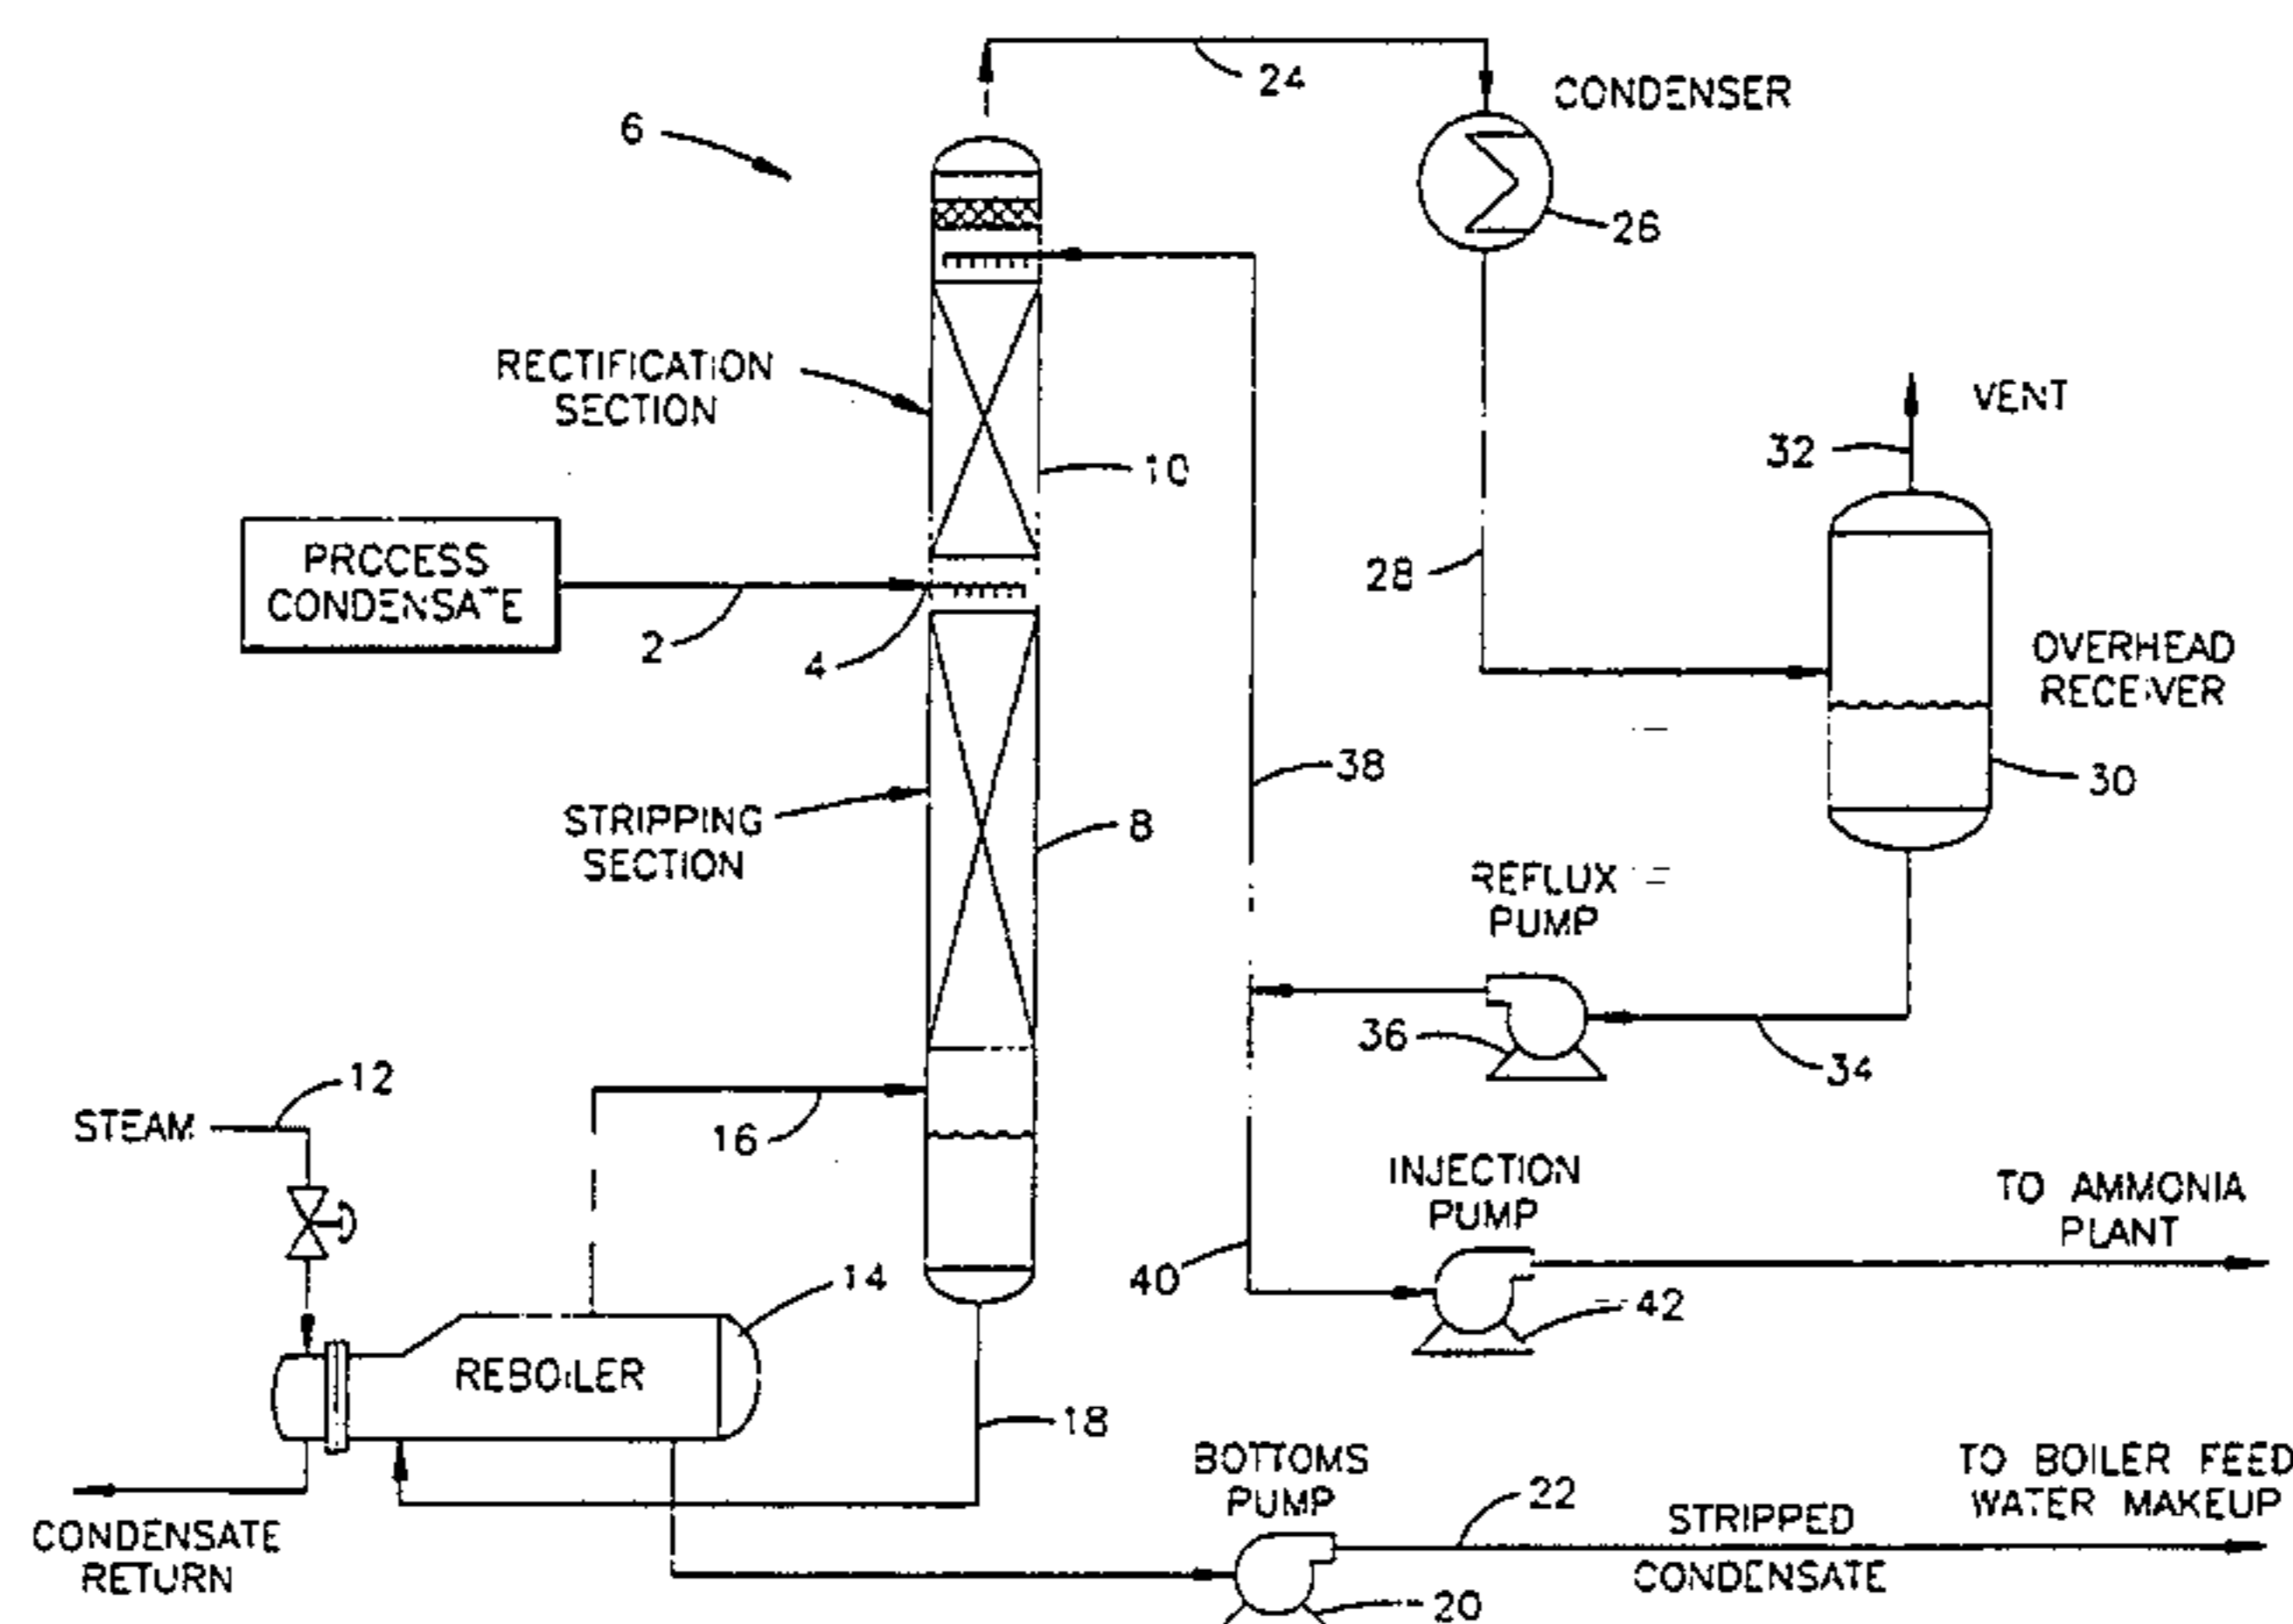 24
CONDENSER
6
26
VENT
32
RECTIFICATION
SECTION
10
PRCCESS
CONDENSATE
28
2
4
OVERHEAD
RECEIVER
38
30
STRIPPING
SECTION
8
REFLUX
PUMP
36
34
12
STEAM
16
INJECTION
PUMP
TO AMMONIA
PLANT
14
40
42
REBOILER
18
BOTTOMS
PUMP
22
TO BOILER FEED
WATER MAKEUP
STRIPPED
CONDENSATE
CONDENSATE
RETURN
20